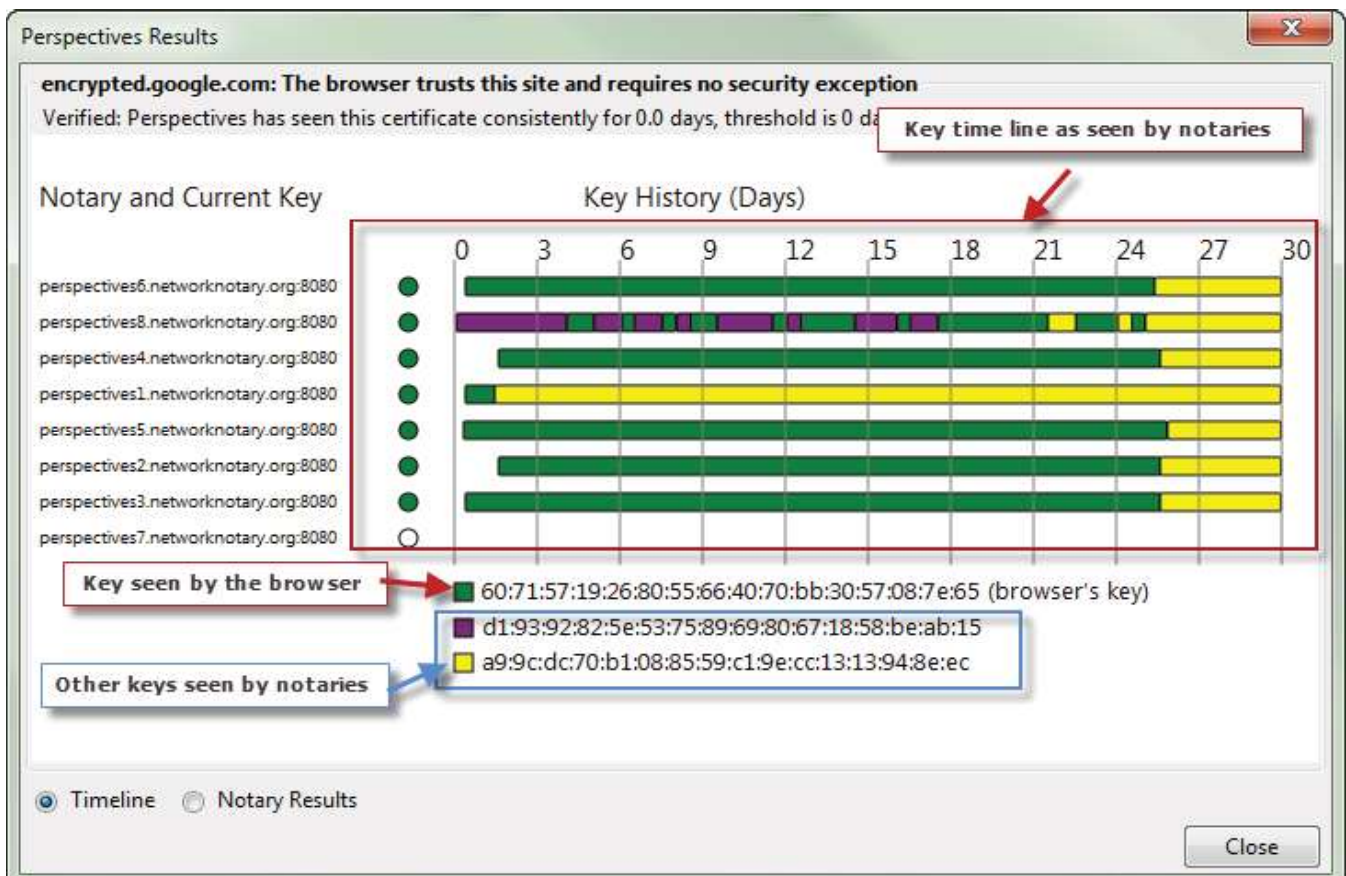 Perspectives Results
X
encrypted.google.com: The browser trusts this site and requires no security exception
Verified: Perspectives has seen this certificate consistently for 0.0 days, threshold is 0 da
Key time line as seen by notaries
Notary and Current Key
Key History (Days)
0 3 6 9 12 15 18 21 24 27 30
perspectives6.networknotary.org:8080
perspectives8.networknotary.org:8080
perspectives4.networknotary.org:8080
perspectives1.networknotary.org:8080
perspectives5.networknotary.org:8080
perspectives2.networknotary.org:8080
perspectives3.networknotary.org:8080
perspectives7.networknotary.org:8080
Key seen by the browser
60:71:57:19:26:80:55:66:40:70:bb:30:57:08:7e:65 (browser's key)
d1:93:92:82:5e:53:75:89:69:80:67:18:58:be:ab:15
a9:9c:dc:70:b1:08:85:59:c1:9e:cc:13:13:94:8e:ec
Other keys seen by notaries
Timeline
Notary Results
Close